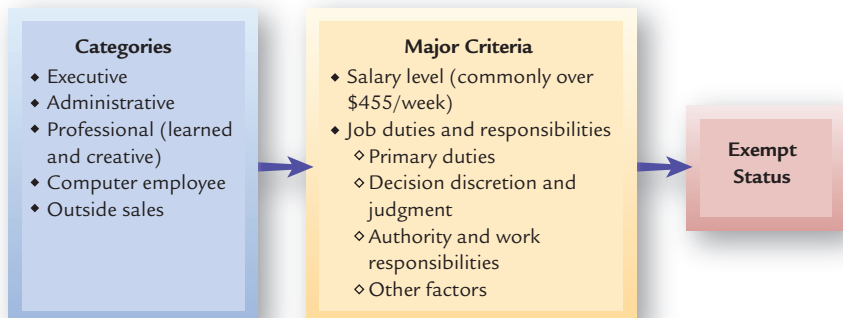 Categories
◆ Executive
◆ Administrative
◆ Professional (learned
and creative)
◆ Computer employee
◆ Outside sales
Major Criteria
◆ Salary level (commonly over
$455/week)
◆ Job duties and responsibilities
◇ Primary duties
◇ Decision discretion and
judgment
◇ Authority and work
responsibilities
◇ Other factors
Exempt
Status